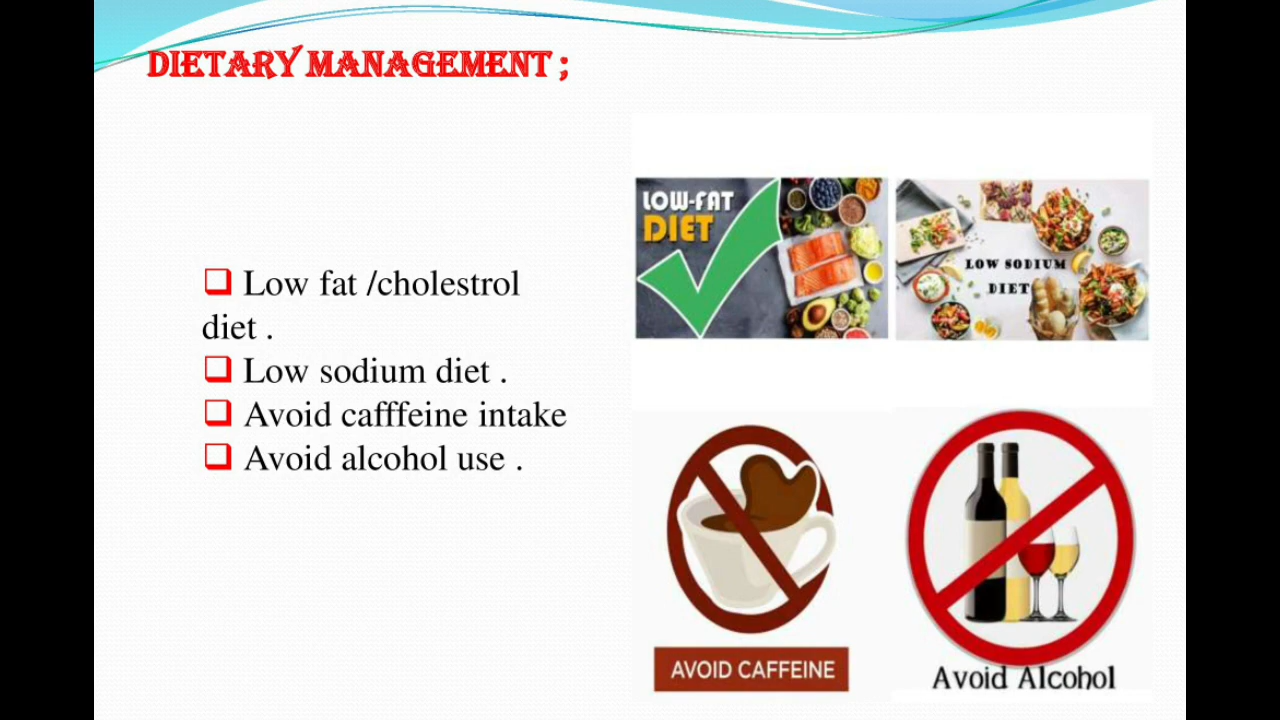 DIETARY MANAGEMENT ;
LOW-FAT
DIET
LOW SODIUM
DIET
❑ Low fat /cholestrol
diet .
❑ Low sodium diet .
❑ Avoid cafffeine intake
❑ Avoid alcohol use .
AVOID CAFFEINE
Avoid Alcohol